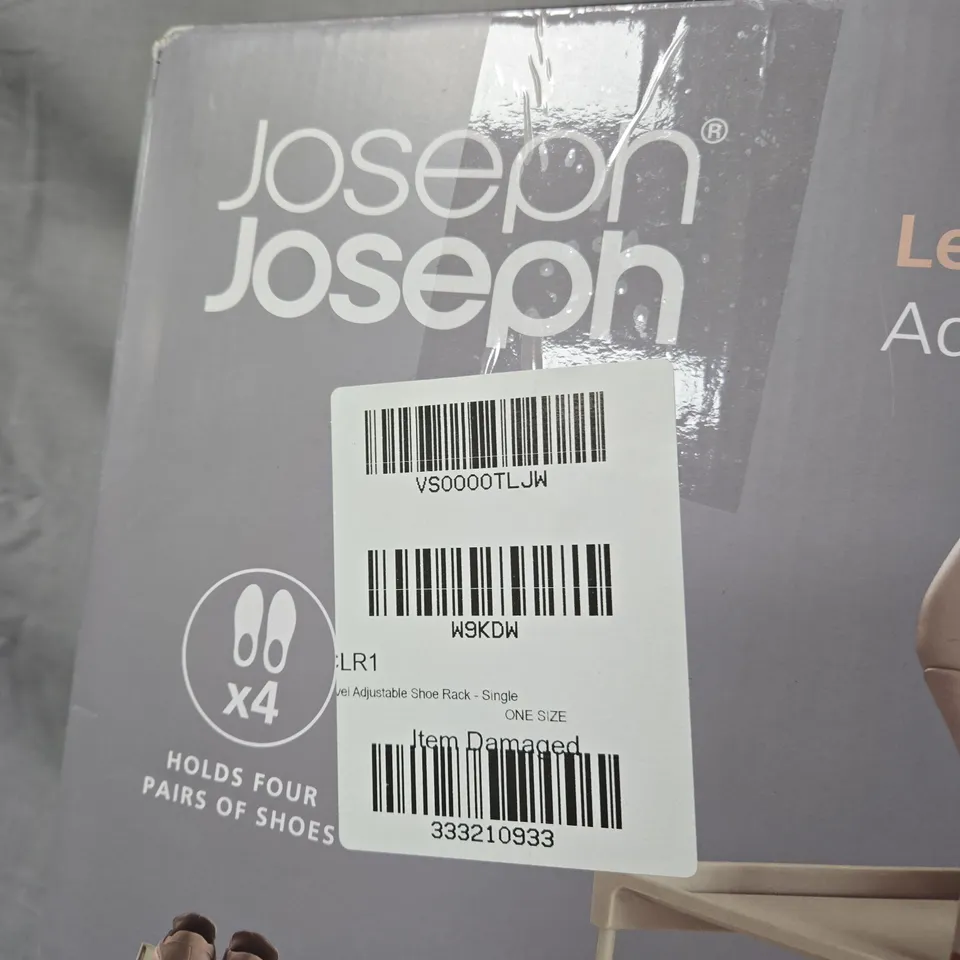 Joseph®
Joseph
Le
Ad
VS0000TLJW
W9KDW
LR1
vel Adjustable Shoe Rack - Single
ONE SIZE
Item Damaged
333210933
x4
HOLDS FOUR
PAIRS OF SHOES